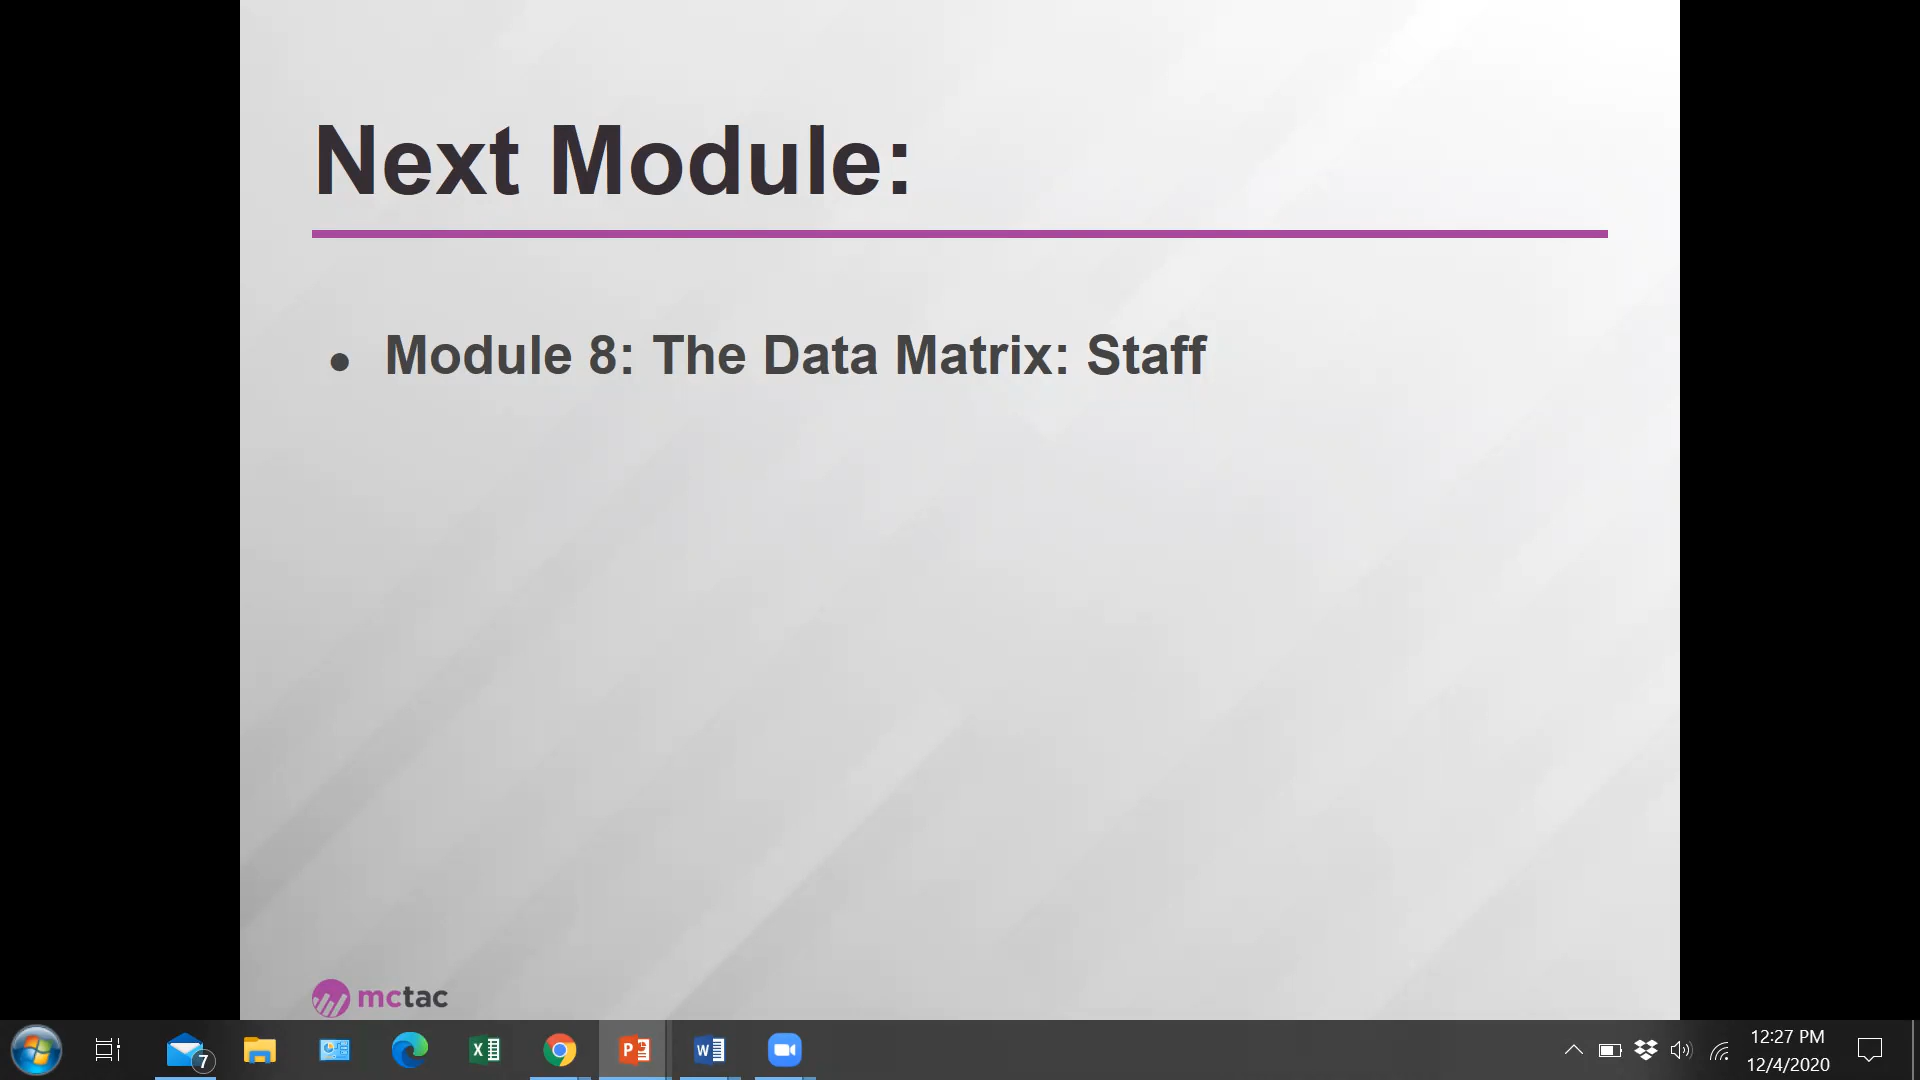 Next Module:
● Module 8: The Data Matrix: Staff
mctac
7
12:27 PM
12/4/2020